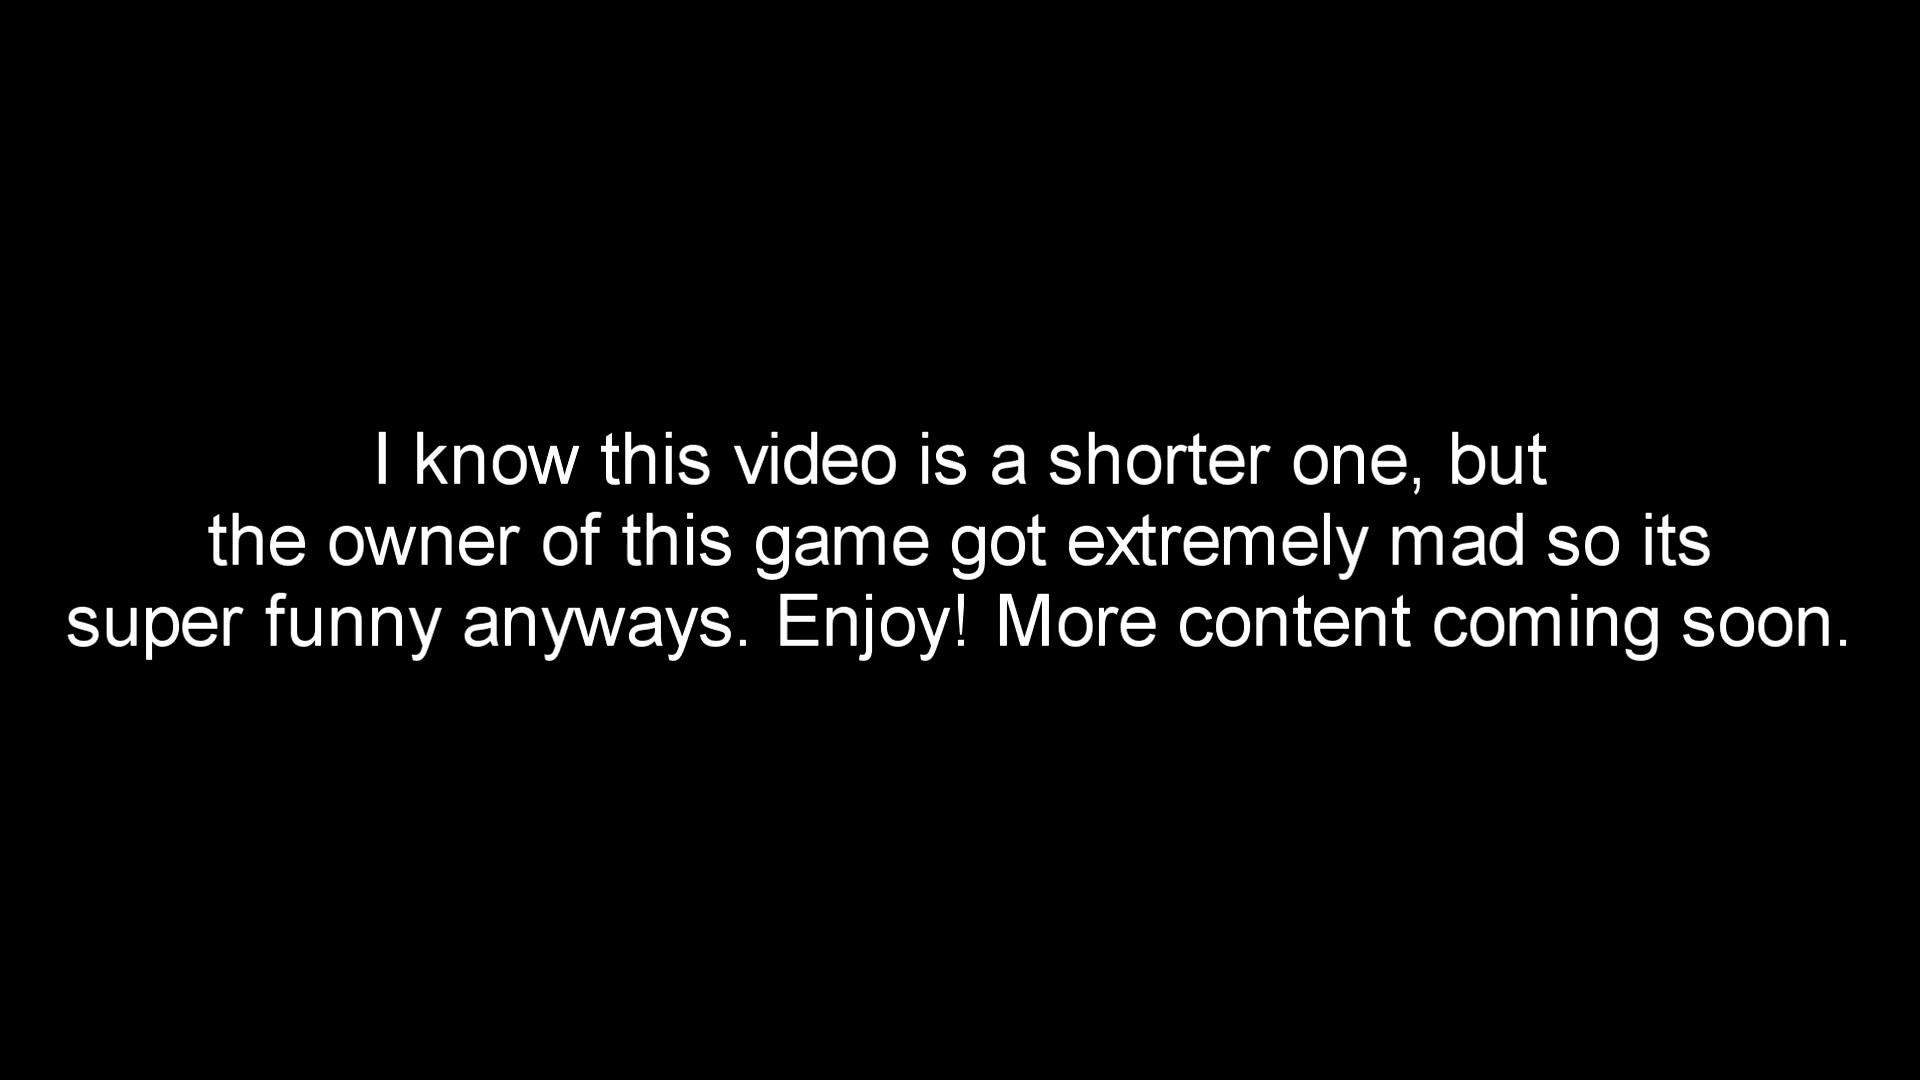 I know this video is a shorter one, but
the owner of this game got extremely mad so its
super funny anyways. Enjoy! More content coming soon.